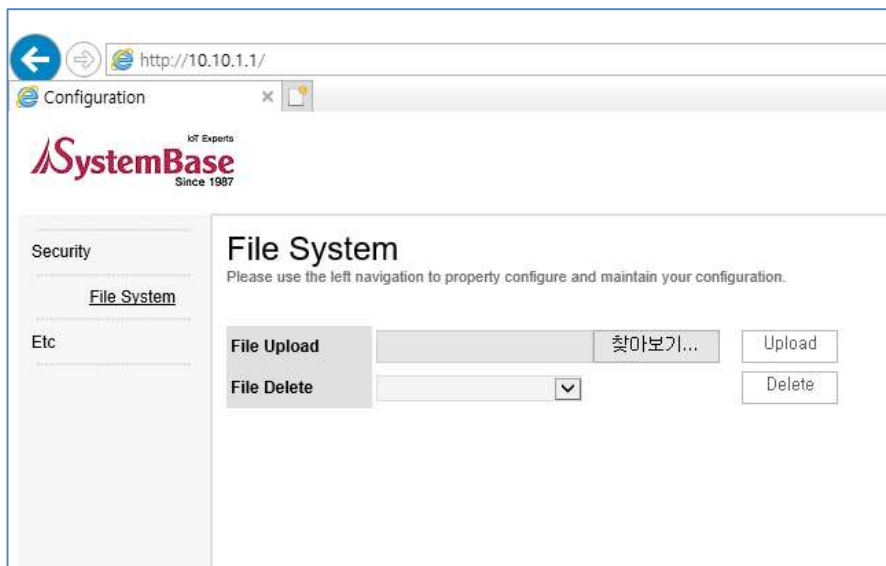 http://10.10.1.1/
Configuration
IoT Experts
SystemBase
Since 1987
Security
File System
Etc
File System
Please use the left navigation to property configure and maintain your configuration.
File Upload 찾아보기... Upload
File Delete Delete